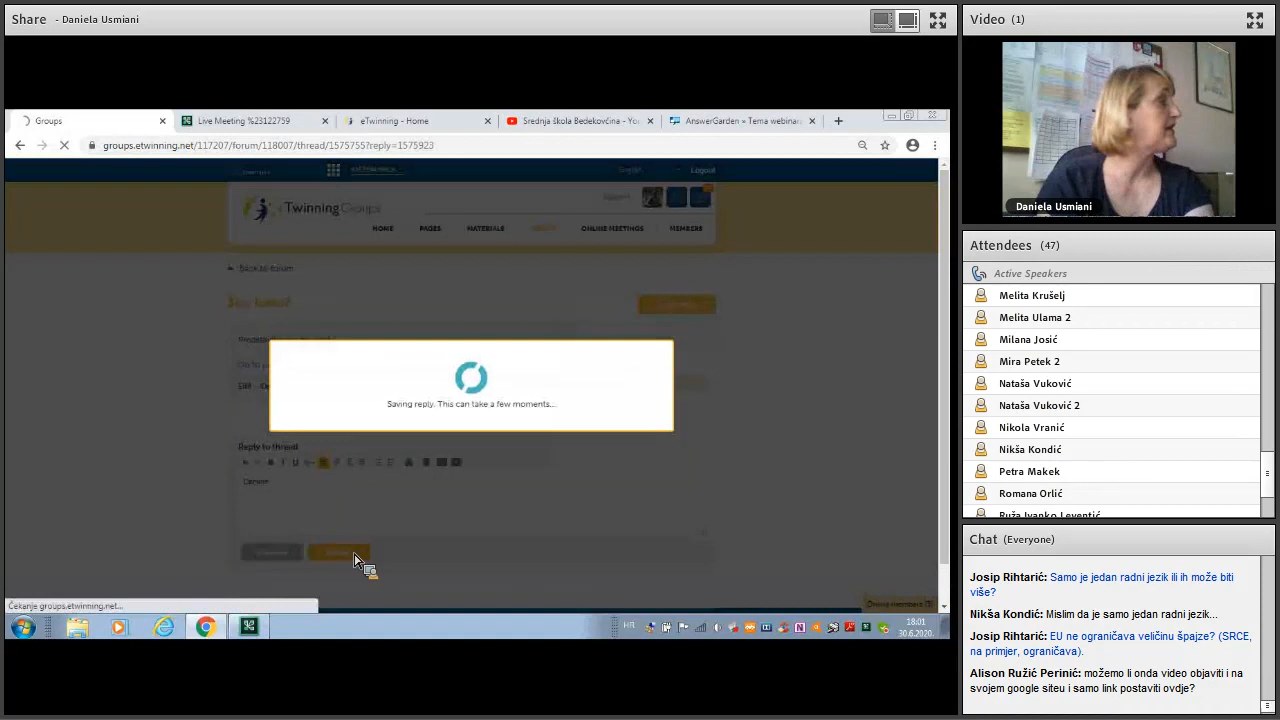 Share - Daniela Usmiani
Video (1)
Groups
Live Meeting %23122759
eTwinning - Home
Srednja škola Bedekovčina - Yo
AnswerGarden » Tema webinar
groups.etwinning.net/117207/forum/118007/thread/157525?reply=1575923
Logout
Twinning Groups
HOME
PAGES
MATERIALS
ONLINE MEETINGS
MEMBERS
Back to forum
Saving reply. This can take a few moments...
Reply to thread
Čekanje groups.etwinning.net...
18:01
30.6.2020.
Daniela Usmiani
Attendees (47)
Active Speakers
Melita Krušelj
Melita Ulama 2
Milana Josić
Mira Petek 2
Nataša Vuković
Nataša Vuković 2
Nikola Vranić
Nikša Kondić
Petra Makek
Romana Orlić
Ruža Ivanko Leventić
Chat (Everyone)
Josip Rihtarić: Samo je jedan radni jezik ili ih može biti
više?
Nikša Kondić: Mislim da je samo jedan radni jezik...
Josip Rihtarić: EU ne ograničava veličinu špajze? (SRCE,
na primjer, ograničava).
Alison Ružić Perinić: možemo li onda video objaviti i na
svojem google siteu i samo link postaviti ovdje?